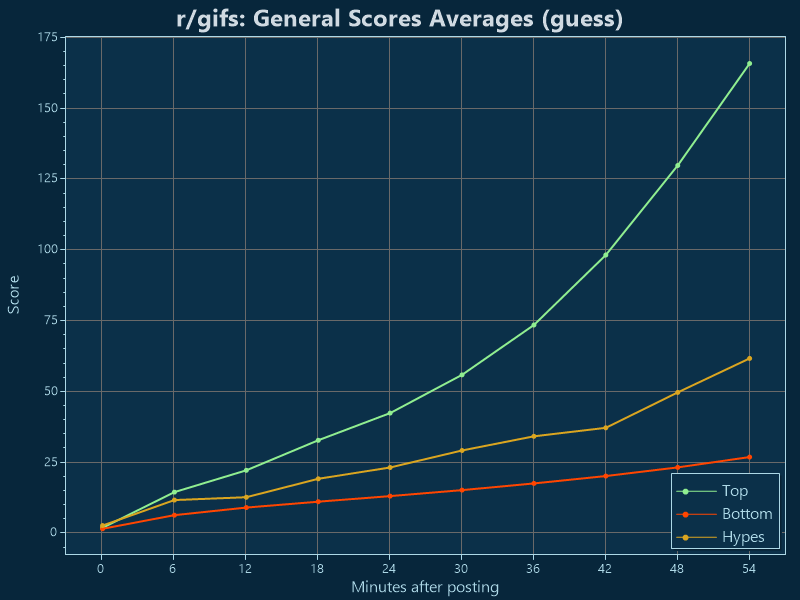 r/gifs: General Scores Averages (guess)
175
150
125
100
75
50
25
0
Score
0 6 12 18 24 30 36 42 48 54
Minutes after posting
Top
Bottom
Hypes